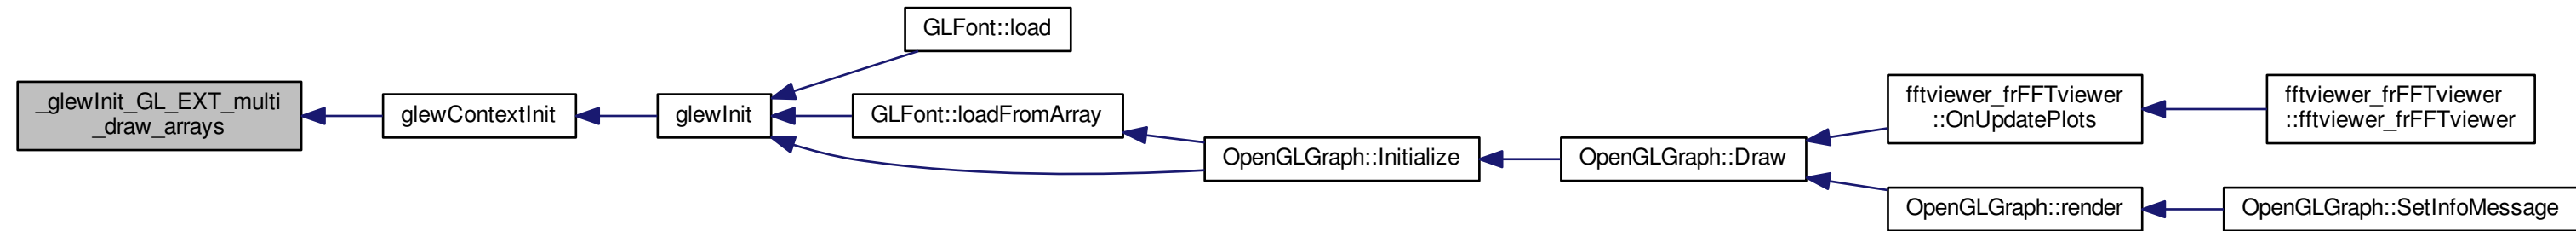 GLFont::load
_glewInit_GL_EXT_multi
_draw_arrays
glewContextInit
glewInit
GLFont::loadFromArray
OpenGLGraph::Initialize
OpenGLGraph::Draw
fftviewer_frFFTviewer
::OnUpdatePlots
fftviewer_frFFTviewer
::fftviewer_frFFTviewer
OpenGLGraph::render
OpenGLGraph::SetInfoMessage